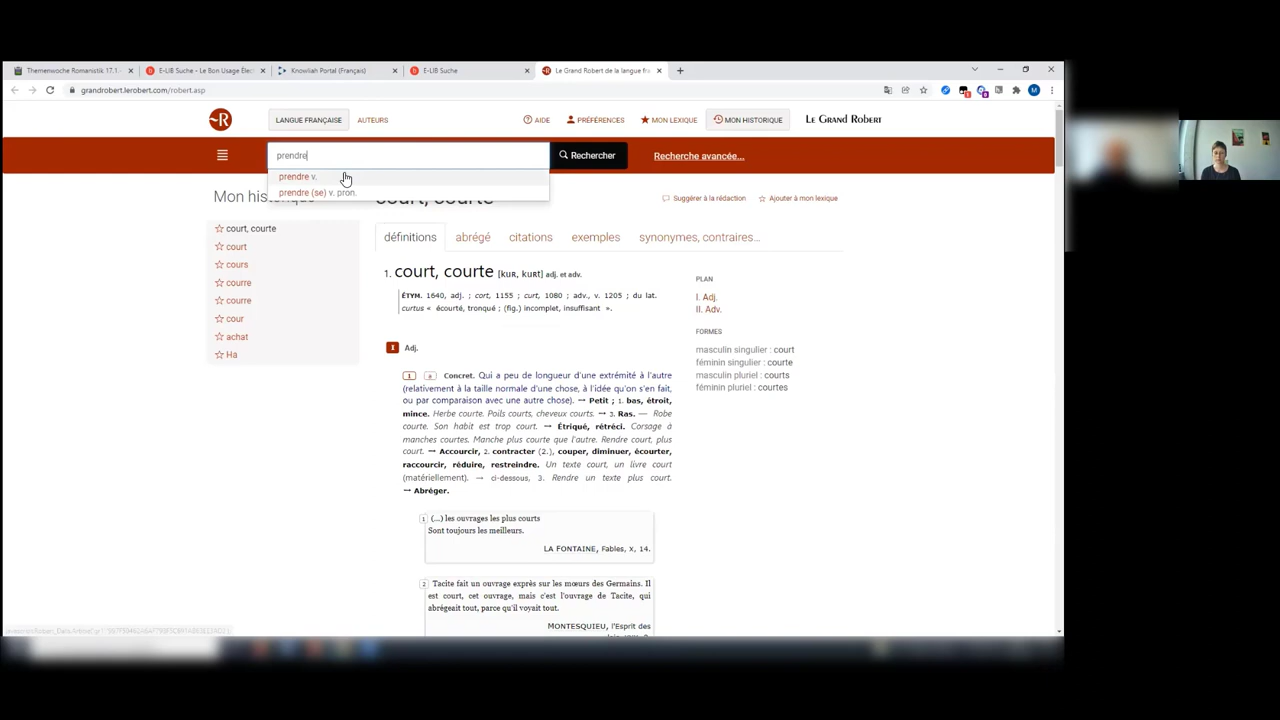 Themenwoche Romanistik 17.1.-
E-LIB Suche - Le Bon Usage Élec
Knowliah Portal (Français)
E-LIB Suche
Le Grand Robert de la langue fra
grandrobert.lerobert.com/robert.asp
LANGUE FRANÇAISE
AUTEURS
AIDE
PRÉFÉRENCES
MON LEXIQUE
MON HISTORIQUE
LE GRAND ROBERT
prendre
Rechercher
Recherche avancée...
prendre v.
prendre (se) v. pron.
Mon historique
court, courte
Suggérer à la rédaction
Ajouter à mon lexique
court, courte
court
cours
courre
courre
cour
achat
Ha
définitions
abrégé
citations
exemples
synonymes, contraires...
1. court, courte [kuʀ, kuʀt] adj. et adv.
ÉTYM. 1640, adj. ; cort, 1155 ; curt, 1080 ; adv., v. 1205 ; du lat.
curtus « écourté, tronqué ; (fig.) incomplet, insuffisant ».
I Adj.
1 a Concret. Qui a peu de longueur d'une extrémité à l'autre
(relativement à la taille normale d'une chose, à l'idée qu'on s'en fait,
ou par comparaison avec une autre chose). → Petit ; 1. bas, étroit,
mince. Herbe courte. Poils courts, cheveux courts. → 3. Ras. — Robe
courte. Son habit est trop court. → Étriqué, rétréci. Corsage à
manches courtes. Manche plus courte que l'autre. Rendre court, plus
court. → Accourcir, 2. contracter (2.), couper, diminuer, écourter,
raccourcir, réduire, restreindre. Un texte court, un livre court
(matériellement). → ci-dessous, 3. Rendre un texte plus court.
→ Abréger.
1 (...) les ouvrages les plus courts
Sont toujours les meilleurs.
LA FONTAINE, Fables, X, 14.
2 Tacite fait un ouvrage exprès sur les mœurs des Germains. Il
est court, cet ouvrage, mais c'est l'ouvrage de Tacite, qui
abrégeait tout, parce qu'il voyait tout.
MONTESQUIEU, l'Esprit des
PLAN
I. Adj.
II. Adv.
FORMES
masculin singulier : court
féminin singulier : courte
masculin pluriel : courts
féminin pluriel : courtes